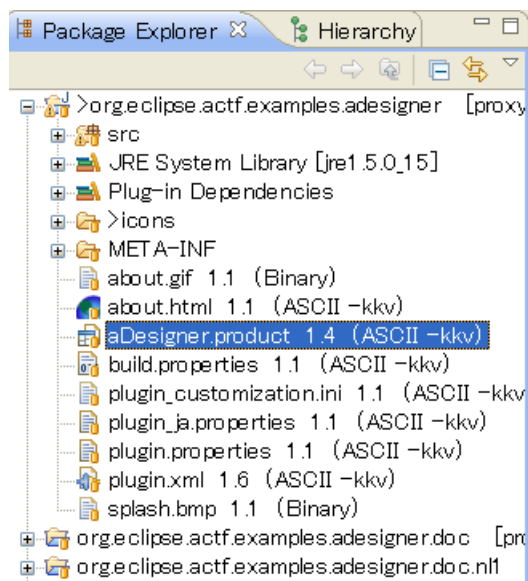 Package Explorer Hierarchy
>org.eclipse.actf.examples.adesigner [proxy
src
JRE System Library [jre1.5.0_15]
Plug-in Dependencies
>icons
META-INF
about.gif 1.1 (Binary)
about.html 1.1 (ASCII -kkv)
aDesigner.product 1.4 (ASCII -kkv)
build.properties 1.1 (ASCII -kkv)
plugin_customization.ini 1.1 (ASCII -kkv
plugin_ja.properties 1.1 (ASCII -kkv)
plugin.properties 1.1 (ASCII -kkv)
plugin.xml 1.6 (ASCII -kkv)
splash.bmp 1.1 (Binary)
org.eclipse.actf.examples.adesigner.doc [pro
org.eclipse.actf.examples.adesigner.doc.nl1